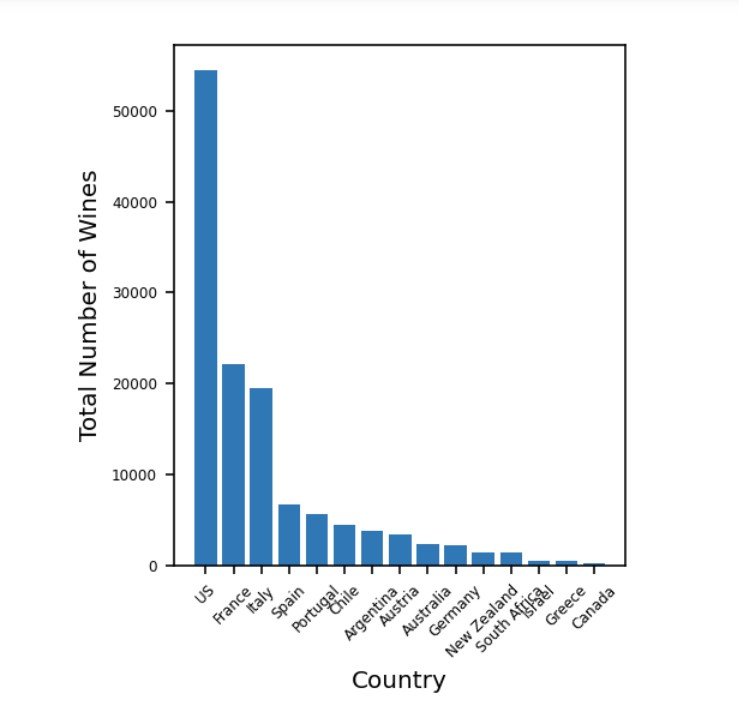 Total Number of Wines
50000
40000
30000
20000
10000
0
US
France
Italy
Spain
Portugal
Chile
Argentina
Austria
Australia
Germany
New Zealand
South Africa
Israel
Greece
Canada
Country